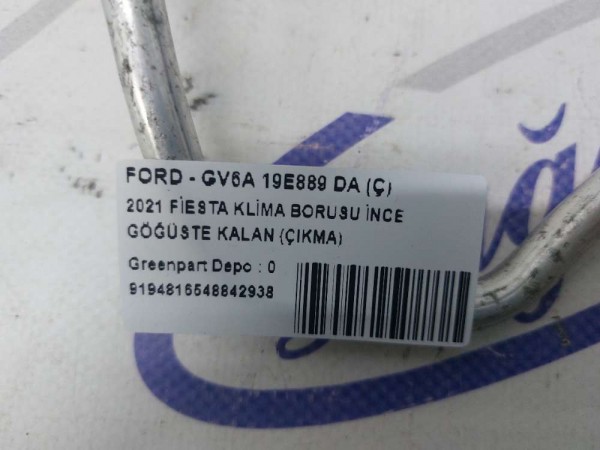 FORD - GV6A 19E889 DA (Ç)
2021 FİESTA KLİMA BORUSU İNCE
GÖĞÜSTE KALAN (ÇIKMA)
Greenpart Depo : 0
9194816548842938